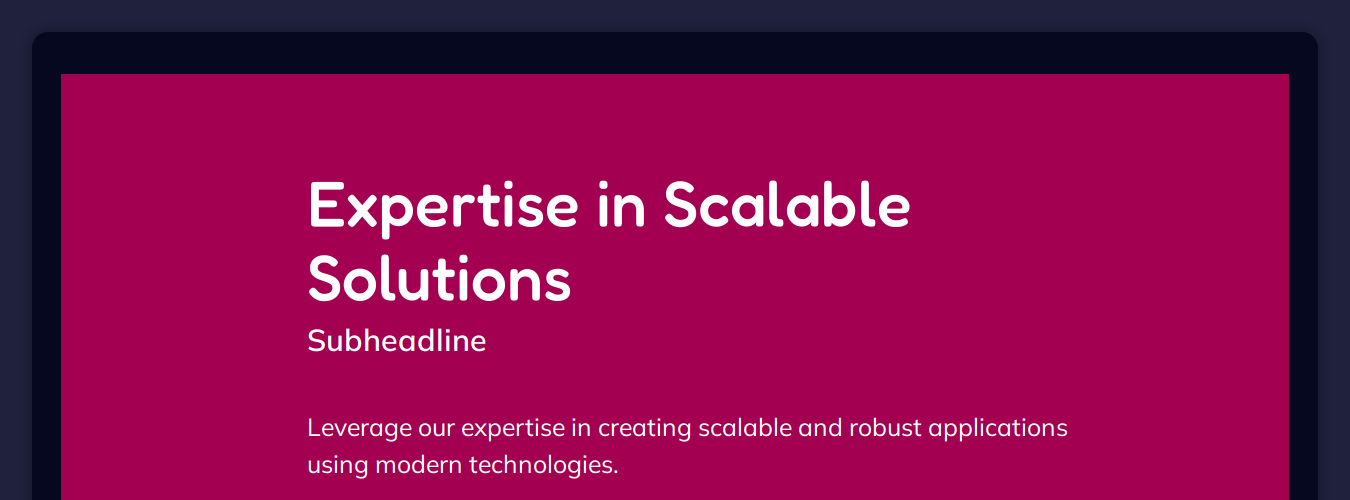 Expertise in Scalable
Solutions
Subheadline
Leverage our expertise in creating scalable and robust applications
using modern technologies.